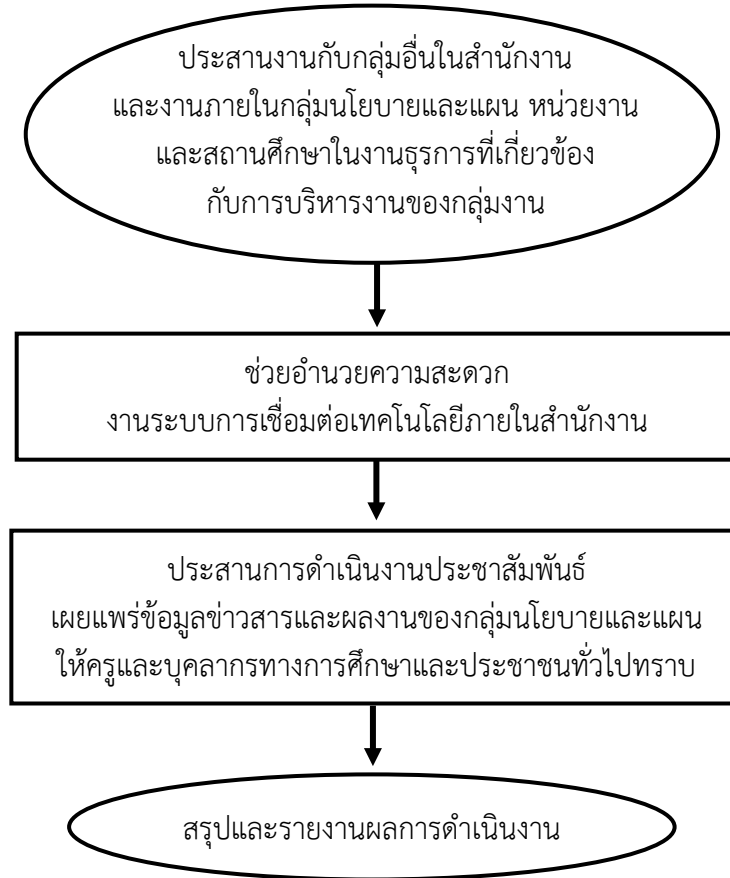 ประสานงานกับกลุ่มอื่นในสำนักงาน
และงานภายในกลุ่มนโยบายและแผน หน่วยงาน
และสถานศึกษาในงานธุรการที่เกี่ยวข้อง
กับการบริหารงานของกลุ่มงาน
ช่วยอำนวยความสะดวก
งานระบบการเชื่อมต่อเทคโนโลยีภายในสำนักงาน
ประสานการดำเนินงานประชาสัมพันธ์
เผยแพร่ข้อมูลข่าวสารและผลงานของกลุ่มนโยบายและแผน
ให้ครูและบุคลากรทางการศึกษาและประชาชนทั่วไปทราบ
สรุปและรายงานผลการดำเนินงาน